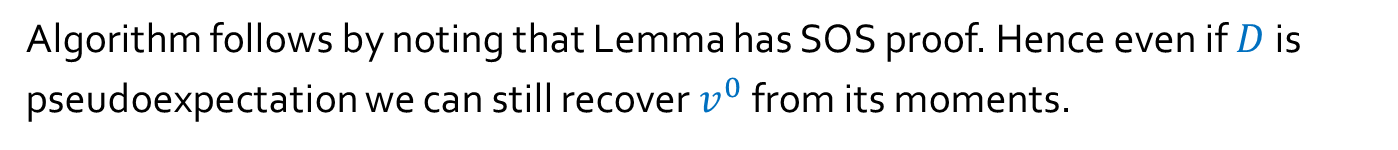 Algorithm follows by noting that Lemma has SOS proof. Hence even if D is
pseudoexpectation we can still recover v⁰ from its moments.